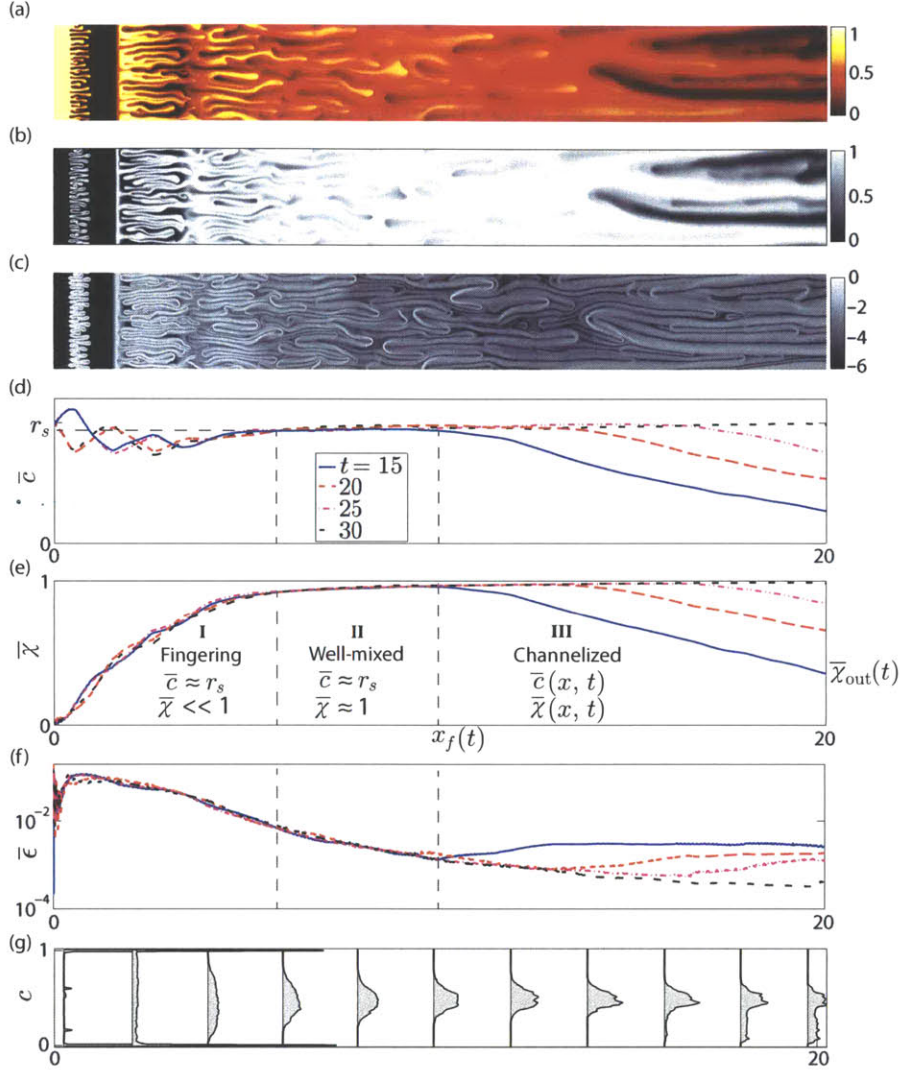 (a)
1
0.5
0
(b)
1
0.5
0
(c)
0
−2
−4
−6
(d)
r_s
c̅
0
t = 15
20
25
30
0
20
(e)
1
χ̅
0
I
Fingering
c̅ ≈ r_s
χ̅ << 1
II
Well-mixed
c̅ ≈ r_s
χ̅ ≈ 1
III
Channelized
c̅(x, t)
χ̅(x, t)
χ̅_out(t)
0
x_f(t)
20
(f)
10⁻²
ϵ̅
10⁻⁴
0
20
(g)
1
c
0
0
20